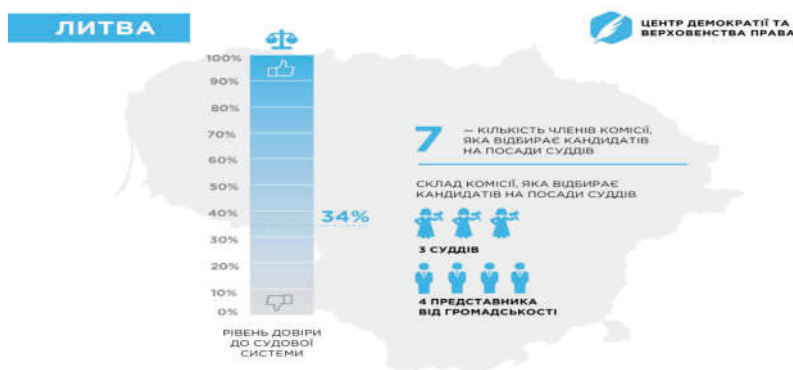 ЛИТВА
ЦЕНТР ДЕМОКРАТІЇ ТА
ВЕРХОВЕНСТВА ПРАВА
100%
90%
80%
70%
60%
50%
40%
30%
20%
10%
0%
34%
РІВЕНЬ ДОВІРИ
ДО СУДОВОЇ
СИСТЕМИ
7 — КІЛЬКІСТЬ ЧЛЕНІВ КОМІСІЇ,
ЯКА ВІДБИРАЄ КАНДИДАТІВ
НА ПОСАДИ СУДДІВ
СКЛАД КОМІСІЇ, ЯКА ВІДБИРАЄ
КАНДИДАТІВ НА ПОСАДИ СУДДІВ
3 СУДДІВ
4 ПРЕДСТАВНИКА
ВІД ГРОМАДСЬКОСТІ